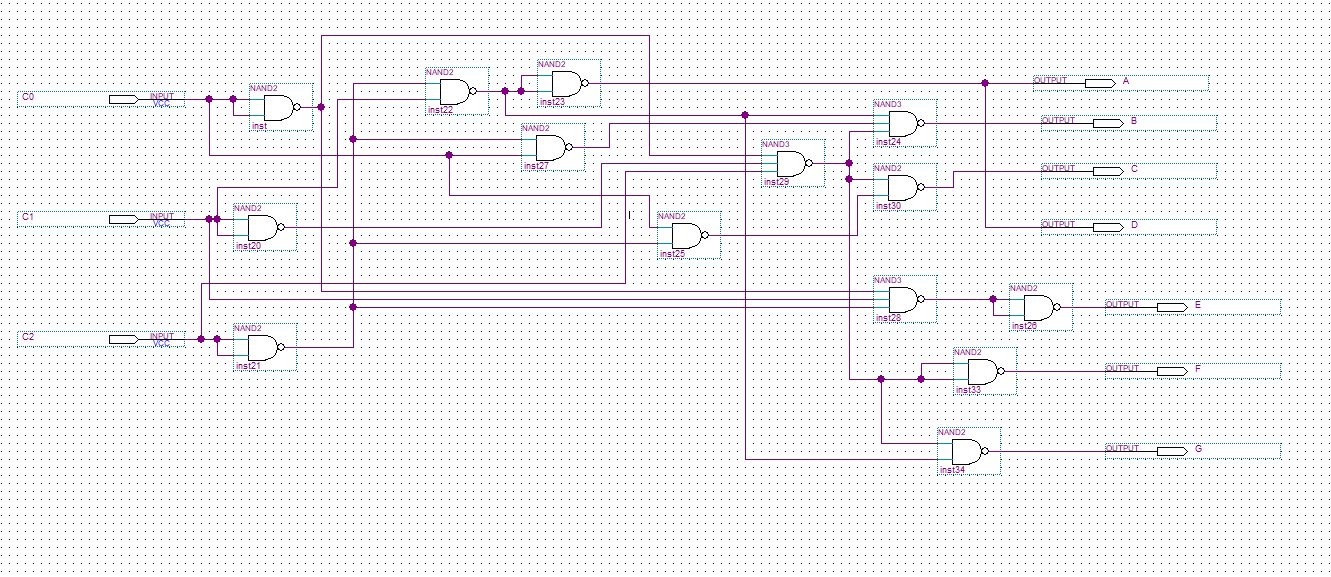 NAND2
NAND2
OUTPUT A
C0 INPUT
VCC
NAND2
inst23
inst22
NAND3
inst
OUTPUT B
NAND2
inst24
NAND3
inst27
NAND2
OUTPUT C
inst29
inst30
NAND2
C1 INPUT
VCC
NAND2
OUTPUT D
inst20
inst25
NAND3
NAND2
OUTPUT E
inst28
inst26
NAND2
C2 INPUT
VCC
inst21
NAND2
OUTPUT F
inst33
NAND2
OUTPUT G
inst34